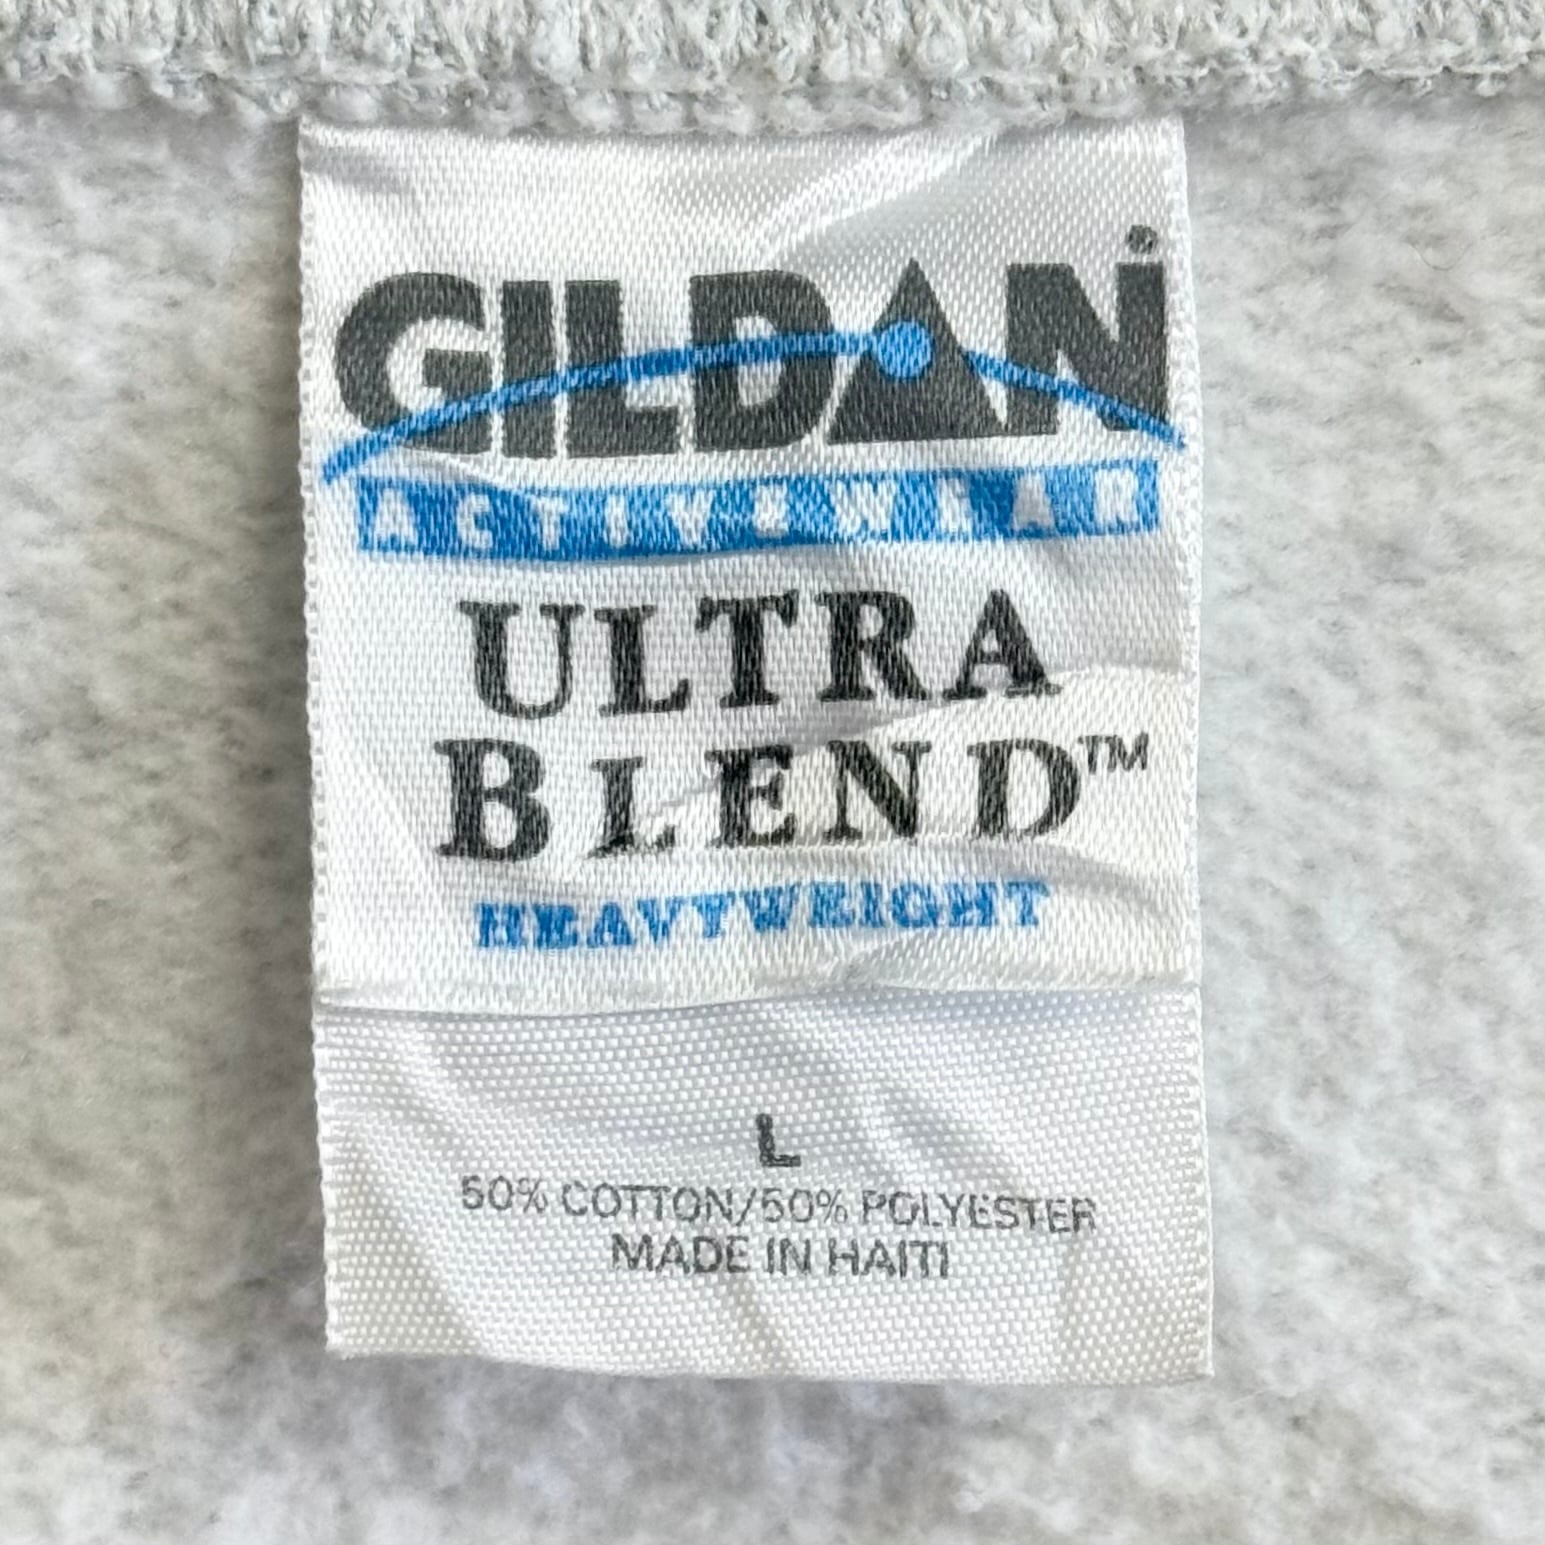 GILDAN
ACTIVEWEAR
ULTRA
BLEND™
HEAVYWEIGHT
L
50% COTTON/50% POLYESTER
MADE IN HAITI